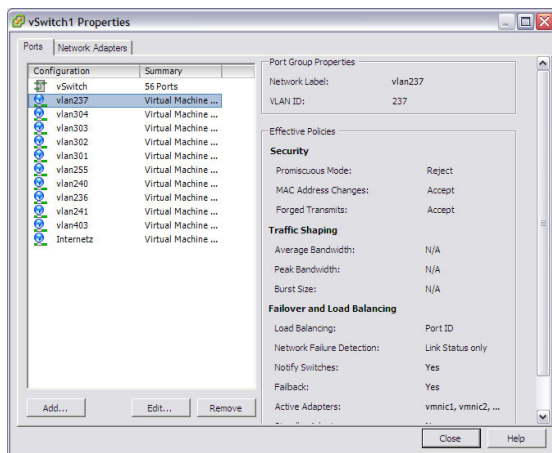 vSwitch1 Properties
Ports
Network Adapters
Configuration Summary
vSwitch 56 Ports
vlan237 Virtual Machine ...
vlan304 Virtual Machine ...
vlan303 Virtual Machine ...
vlan302 Virtual Machine ...
vlan301 Virtual Machine ...
vlan255 Virtual Machine ...
vlan240 Virtual Machine ...
vlan236 Virtual Machine ...
vlan241 Virtual Machine ...
vlan403 Virtual Machine ...
Internetz Virtual Machine ...
Add...
Edit...
Remove
Port Group Properties
Network Label: vlan237
VLAN ID: 237
Effective Policies
Security
Promiscuous Mode: Reject
MAC Address Changes: Accept
Forged Transmits: Accept
Traffic Shaping
Average Bandwidth: N/A
Peak Bandwidth: N/A
Burst Size: N/A
Failover and Load Balancing
Load Balancing: Port ID
Network Failure Detection: Link Status only
Notify Switches: Yes
Failback: Yes
Active Adapters: vmnic1, vmnic2, ...
Close
Help